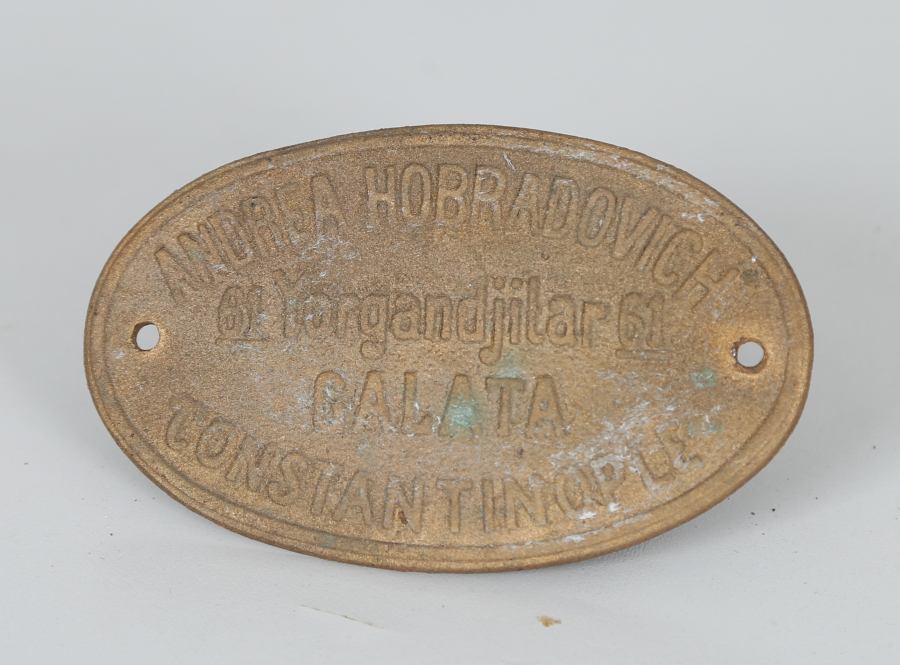 ANDREA HOBRADOVICH
61 Yorgandjilar 61
GALATA
CONSTANTINOPLE